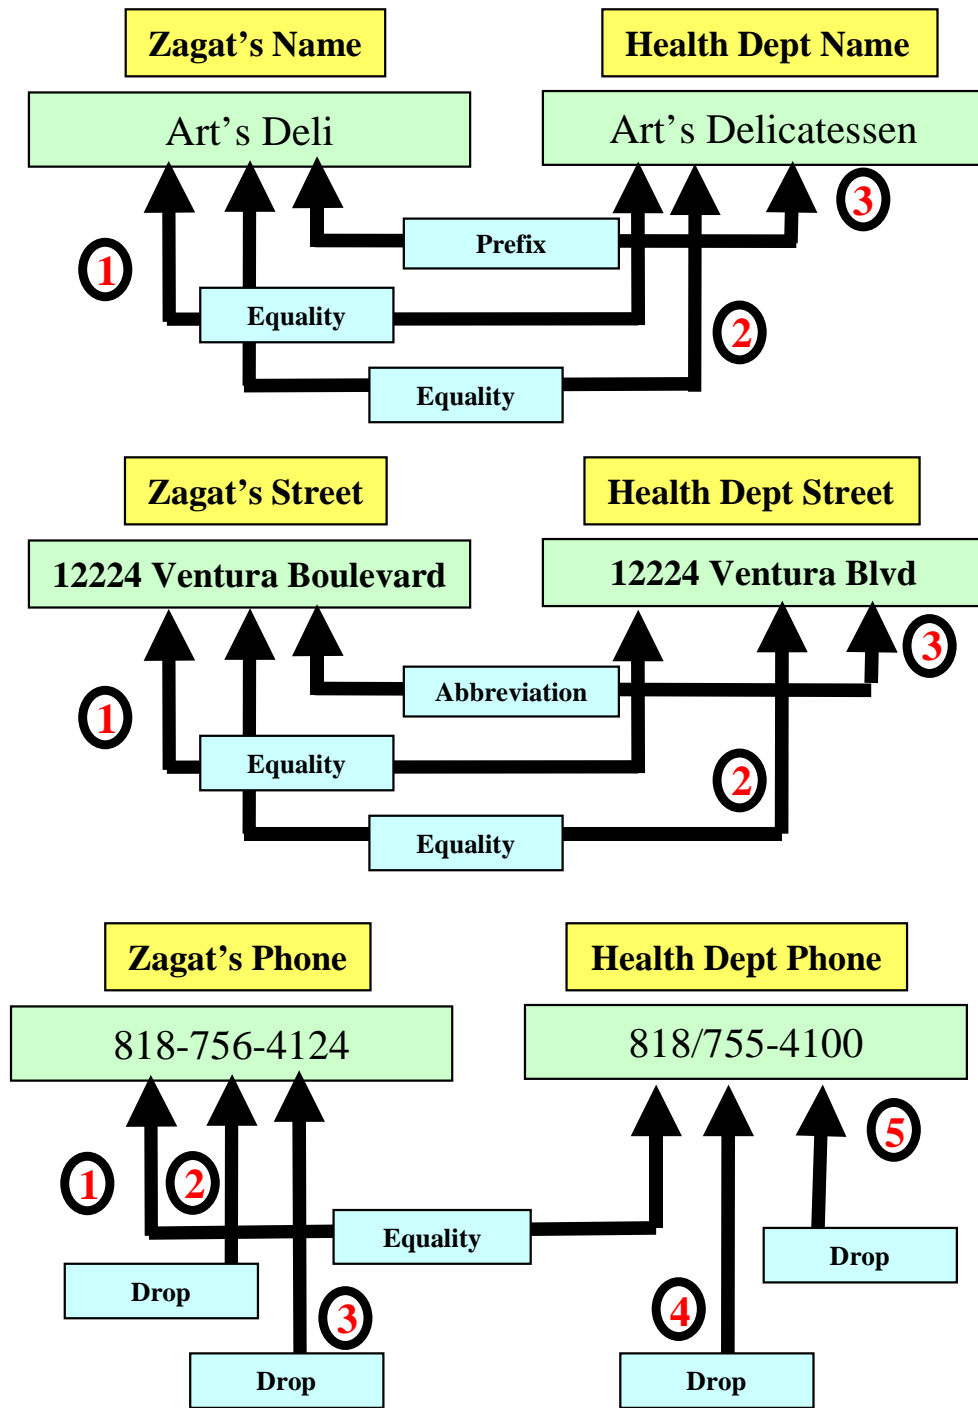 Zagat's Name
Health Dept Name
Art's Deli
Art's Delicatessen
3
Prefix
1
Equality
2
Equality
Zagat's Street
Health Dept Street
12224 Ventura Boulevard
12224 Ventura Blvd
3
Abbreviation
1
Equality
2
Equality
Zagat's Phone
Health Dept Phone
818-756-4124
818/755-4100
5
1
2
Equality
Drop
Drop
3
4
Drop
Drop